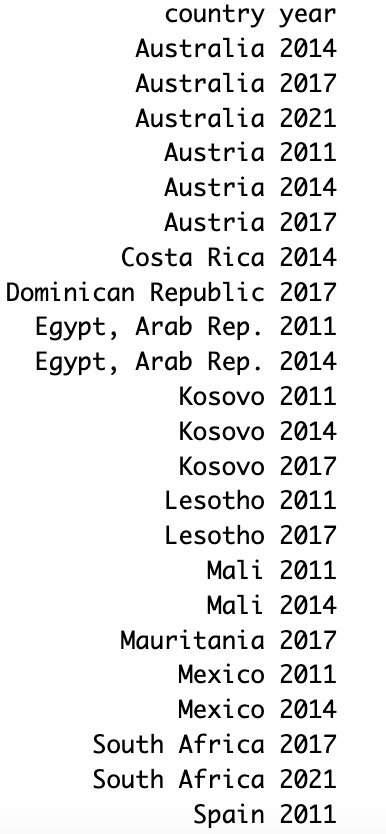 country year
Australia 2014
Australia 2017
Australia 2021
Austria 2011
Austria 2014
Austria 2017
Costa Rica 2014
Dominican Republic 2017
Egypt, Arab Rep. 2011
Egypt, Arab Rep. 2014
Kosovo 2011
Kosovo 2014
Kosovo 2017
Lesotho 2011
Lesotho 2017
Mali 2011
Mali 2014
Mauritania 2017
Mexico 2011
Mexico 2014
South Africa 2017
South Africa 2021
Spain 2011